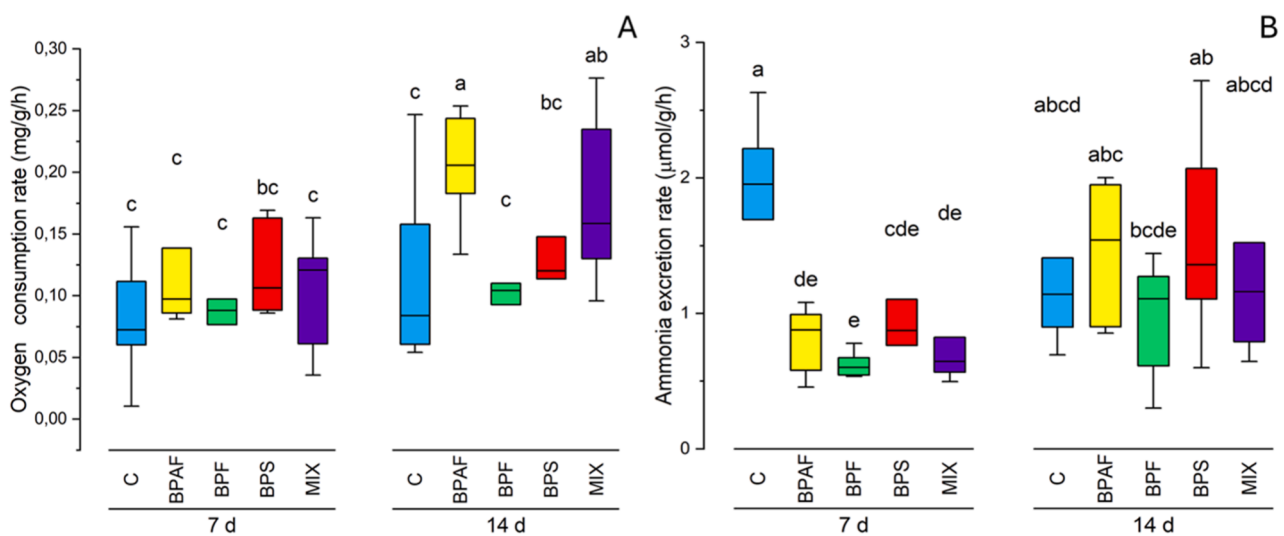 A
Oxygen consumption rate (mg/g/h)
0,30
0,25
0,20
0,15
0,10
0,05
0,00
c
c
c
bc
c
c
a
c
bc
ab
C
BPAF
BPF
BPS
MIX
C
BPAF
BPF
BPS
MIX
7 d
14 d
B
Ammonia excretion rate (μmol/g/h)
3
2
1
0
a
de
e
cde
de
abcd
abc
bcde
ab
abcd
C
BPAF
BPF
BPS
MIX
C
BPAF
BPF
BPS
MIX
7 d
14 d